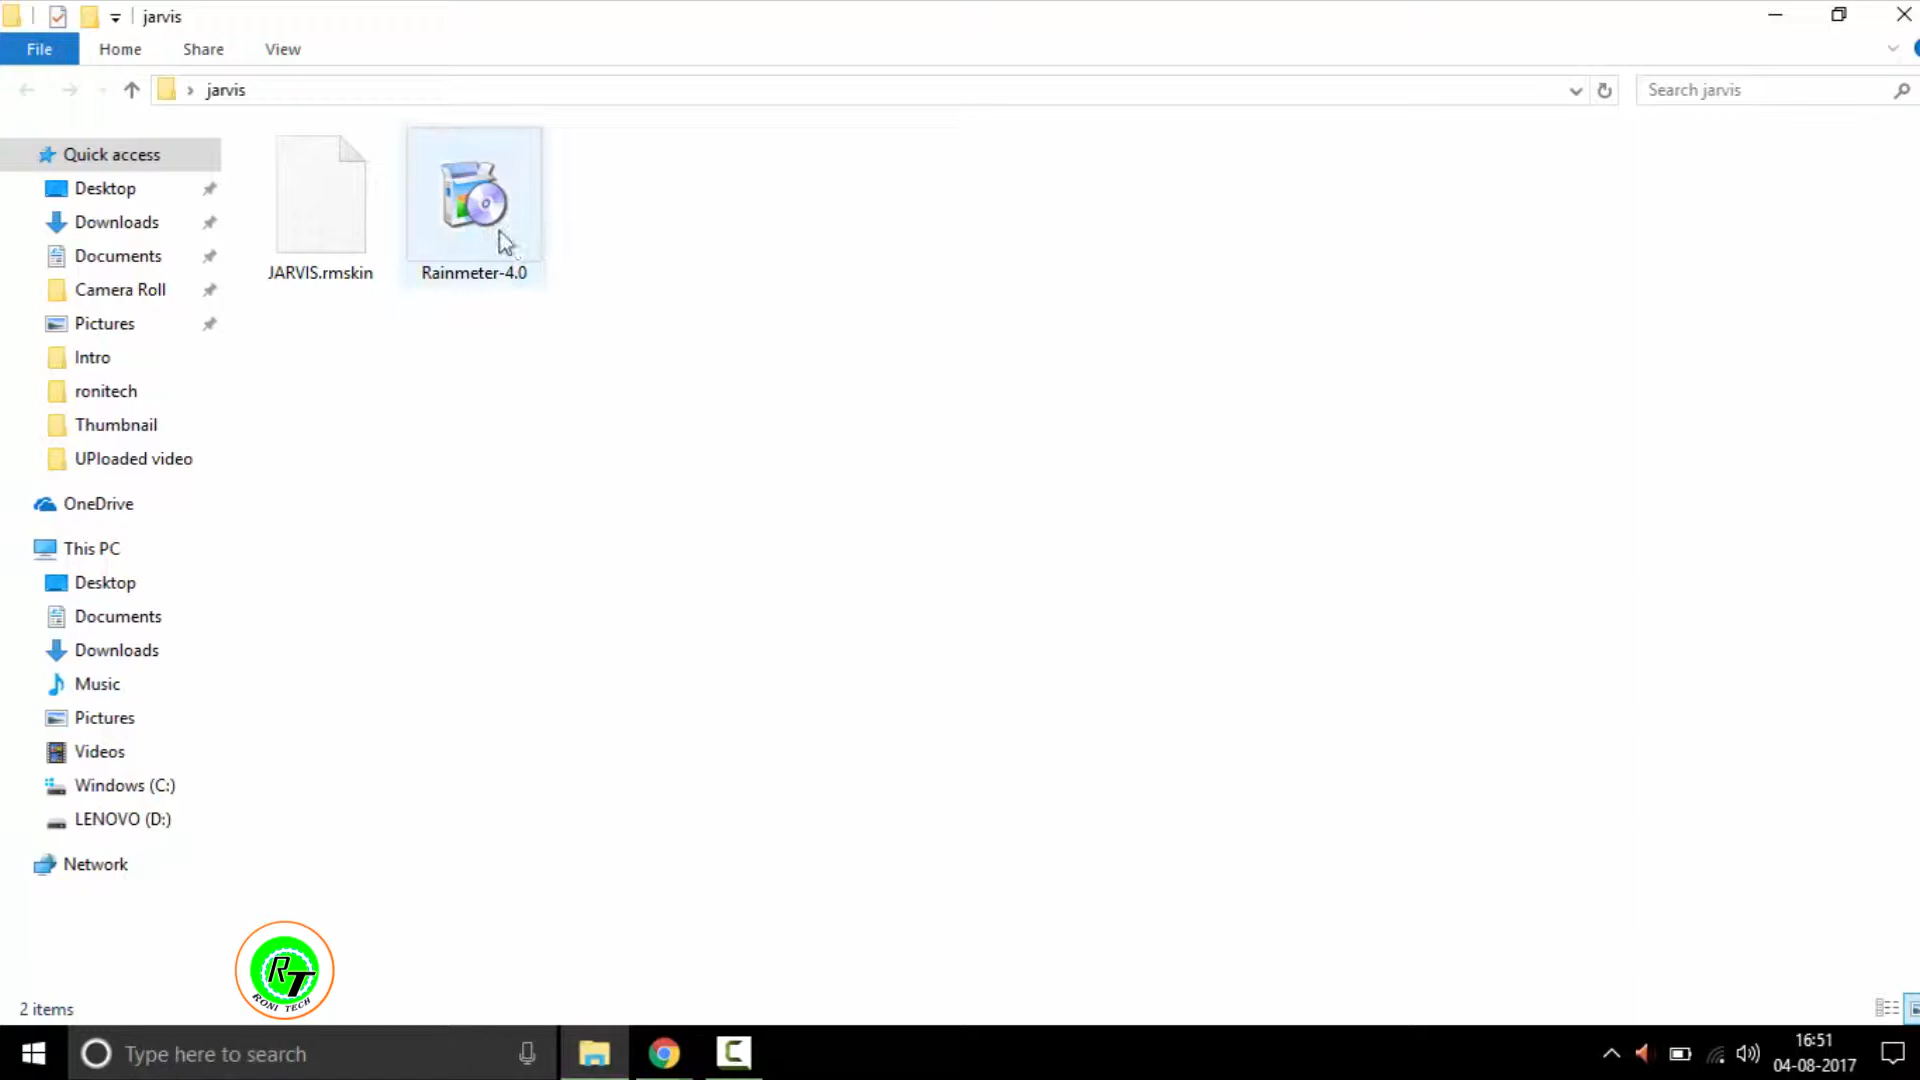 jarvis
File Home Share View
jarvis
Search jarvis
Quick access
Desktop
Downloads
Documents
Camera Roll
Pictures
Intro
ronitech
Thumbnail
UPloaded video
OneDrive
This PC
Desktop
Documents
Downloads
Music
Pictures
Videos
Windows (C:)
LENOVO (D:)
Network
JARVIS.rmskin
Rainmeter-4.0
RT
RONI TECH
2 items
Type here to search
16:51
04-08-2017